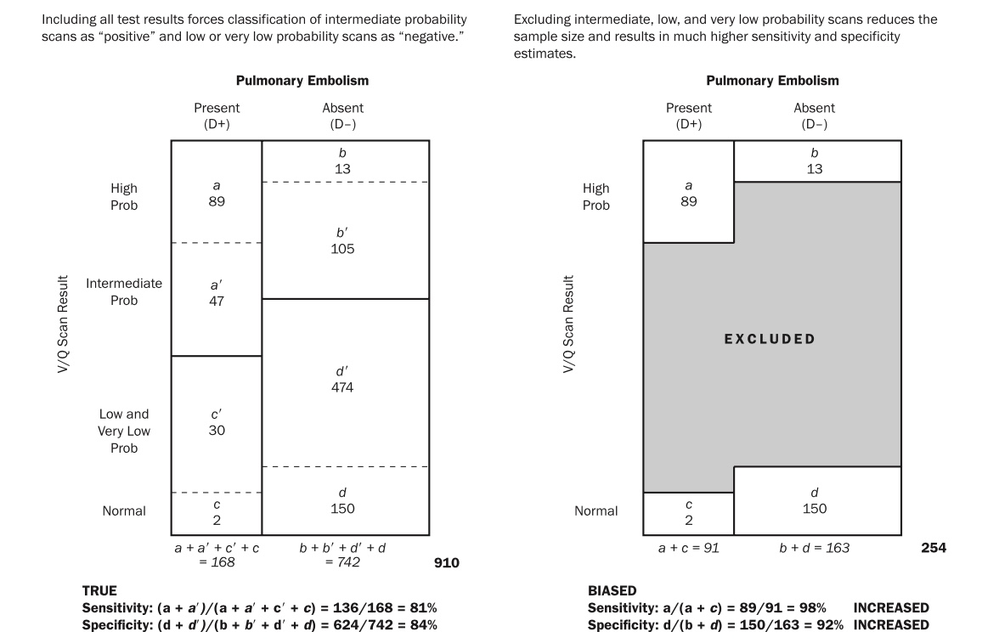 Including all test results forces classification of intermediate probability
scans as “positive” and low or very low probability scans as “negative.”
Pulmonary Embolism
Present
(D+)
Absent
(D–)
V/Q Scan Result
High
Prob
a
89
b
13
b′
105
Intermediate
Prob
a′
47
d′
474
Low and
Very Low
Prob
c′
30
Normal
c
2
d
150
a + a′ + c′ + c
= 168
b + b′ + d′ + d
= 742
910
TRUE
Sensitivity: (a + a′)/(a + a′ + c′ + c) = 136/168 = 81%
Specificity: (d + d′)/(b + b′ + d′ + d) = 624/742 = 84%
Excluding intermediate, low, and very low probability scans reduces the
sample size and results in much higher sensitivity and specificity
estimates.
Pulmonary Embolism
Present
(D+)
Absent
(D–)
V/Q Scan Result
High
Prob
a
89
b
13
EXCLUDED
Normal
c
2
d
150
a + c = 91
b + d = 163
254
BIASED
Sensitivity: a/(a + c) = 89/91 = 98% INCREASED
Specificity: d/(b + d) = 150/163 = 92% INCREASED